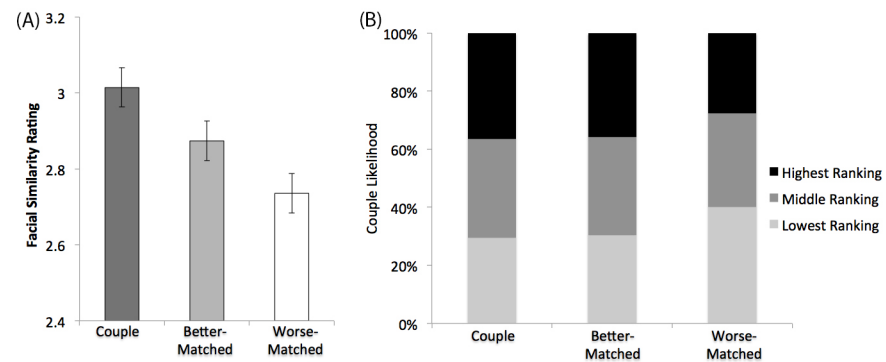 (A)
3.2
3
2.8
2.6
2.4
Facial Similarity Rating
Couple
Better-
Matched
Worse-
Matched
(B)
100%
80%
60%
40%
20%
0%
Couple Likelihood
Couple
Better-
Matched
Worse-
Matched
Highest Ranking
Middle Ranking
Lowest Ranking